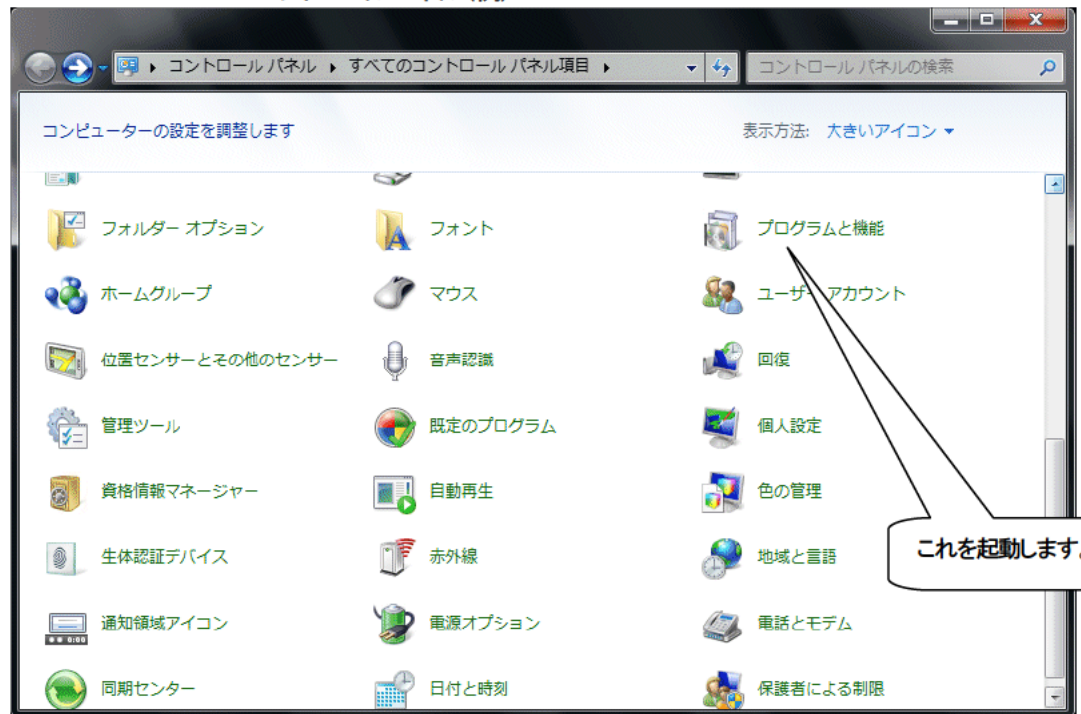 コントロール パネル ▸ すべてのコントロール パネル項目 ▸
コントロール パネルの検索
コンピューターの設定を調整します
表示方法: 大きいアイコン
フォルダー オプション
フォント
プログラムと機能
ホームグループ
マウス
ユーザー アカウント
位置センサーとその他のセンサー
音声認識
回復
管理ツール
既定のプログラム
個人設定
資格情報マネージャー
自動再生
色の管理
これを起動します。
生体認証デバイス
赤外線
地域と言語
通知領域アイコン
電源オプション
電話とモデム
同期センター
日付と時刻
保護者による制限